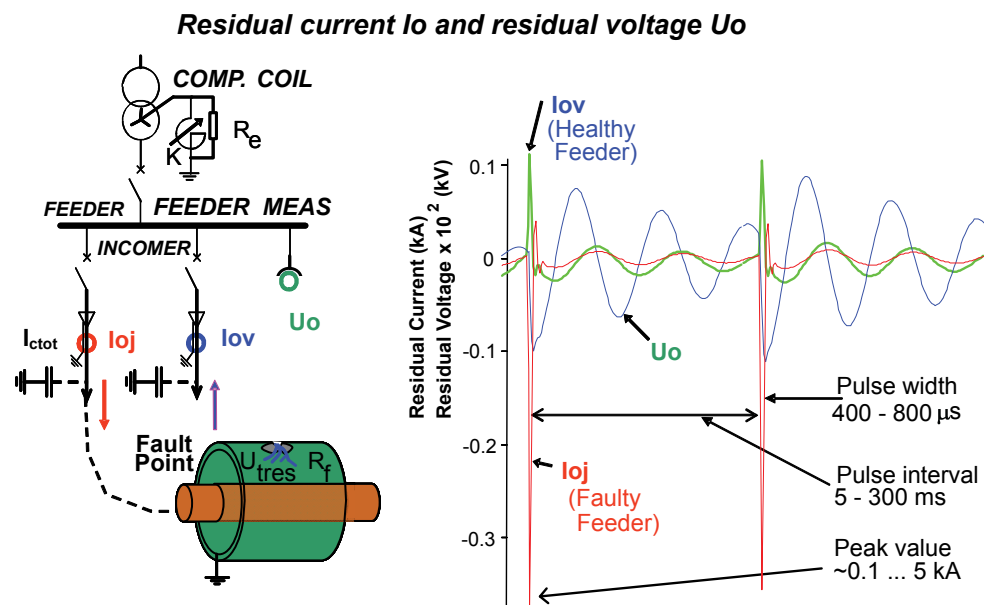 Residual current Io and residual voltage Uo
COMP. COIL
Re
K
FEEDER
FEEDER MEAS
INCOMER
Ictot
Ioj
Iov
Uo
Fault
Point
Utres
Rf
Iov
(Healthy
Feeder)
Residual Current (kA)
Residual Voltage x 10² (kV)
0.1
0
-0.1
-0.2
-0.3
Uo
Ioj
(Faulty
Feeder)
Pulse width
400 - 800 μs
Pulse interval
5 - 300 ms
Peak value
~0.1 ... 5 kA